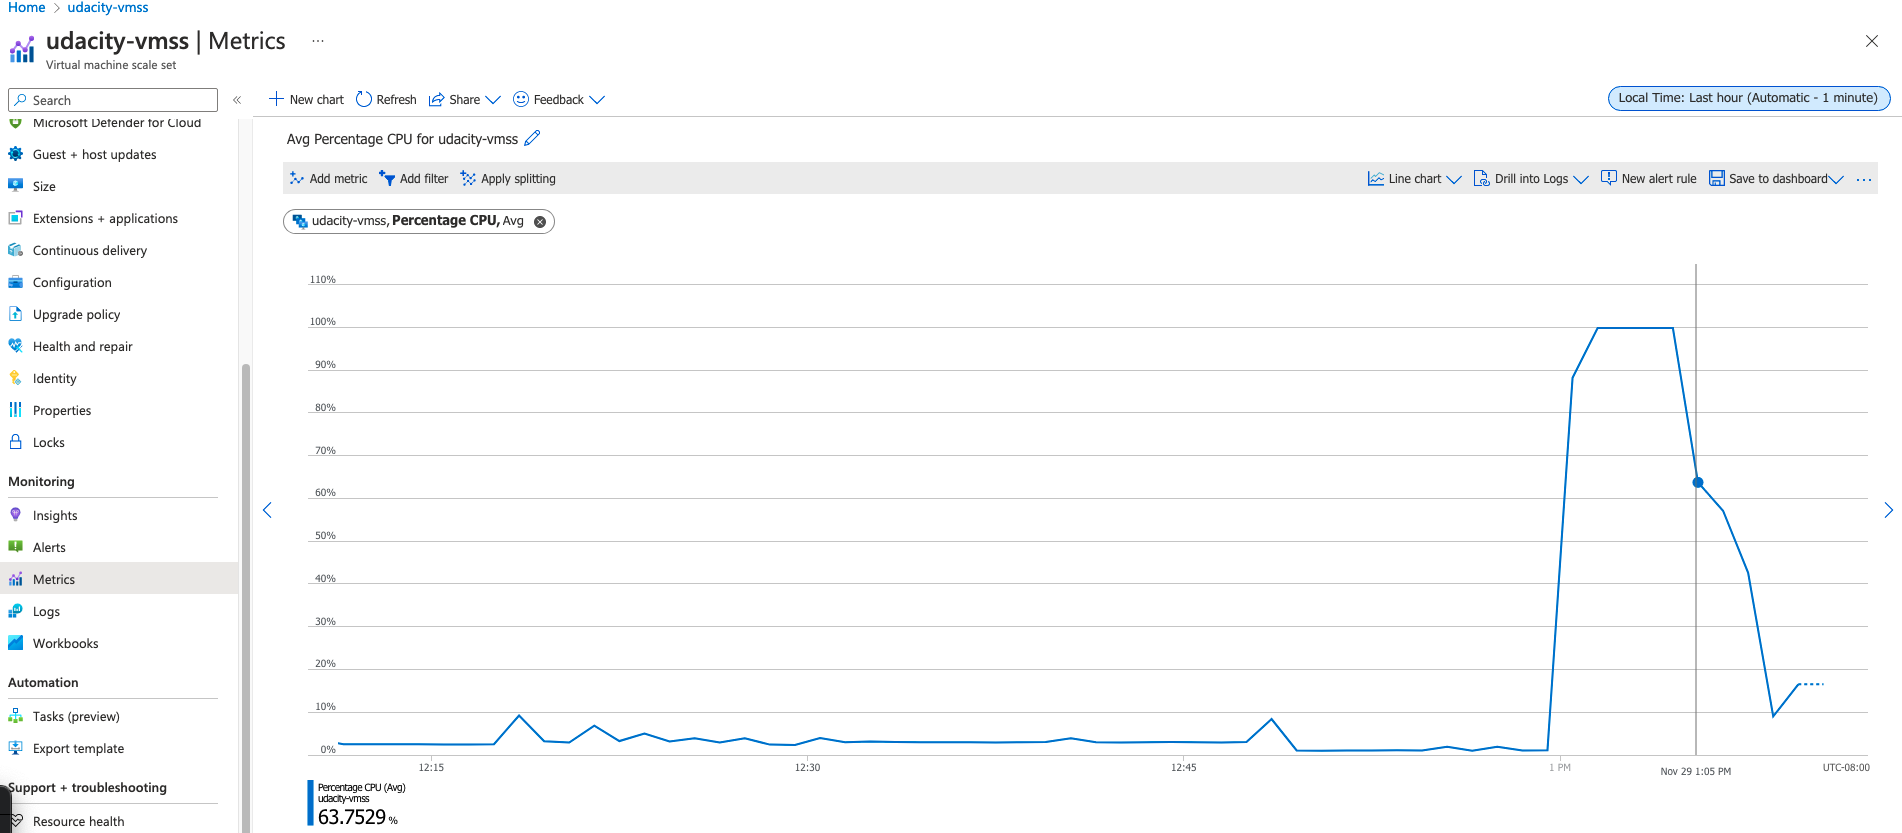 Home > udacity-vmss
udacity-vmss | Metrics ...
Virtual machine scale set
Search «
New chart Refresh Share Feedback
Local Time: Last hour (Automatic - 1 minute)
Microsoft Defender for Cloud
Guest + host updates
Size
Extensions + applications
Continuous delivery
Configuration
Upgrade policy
Health and repair
Identity
Properties
Locks
Monitoring
Insights
Alerts
Metrics
Logs
Workbooks
Automation
Tasks (preview)
Export template
Support + troubleshooting
Resource health
Avg Percentage CPU for udacity-vmss
Add metric Add filter Apply splitting
Line chart Drill into Logs New alert rule Save to dashboard ...
udacity-vmss, Percentage CPU, Avg
110%
100%
90%
80%
70%
60%
50%
40%
30%
20%
10%
0%
12:15 12:30 12:45 1 PM Nov 29 1:05 PM UTC-08:00
Percentage CPU (Avg)
udacity-vmss
63.7529 %